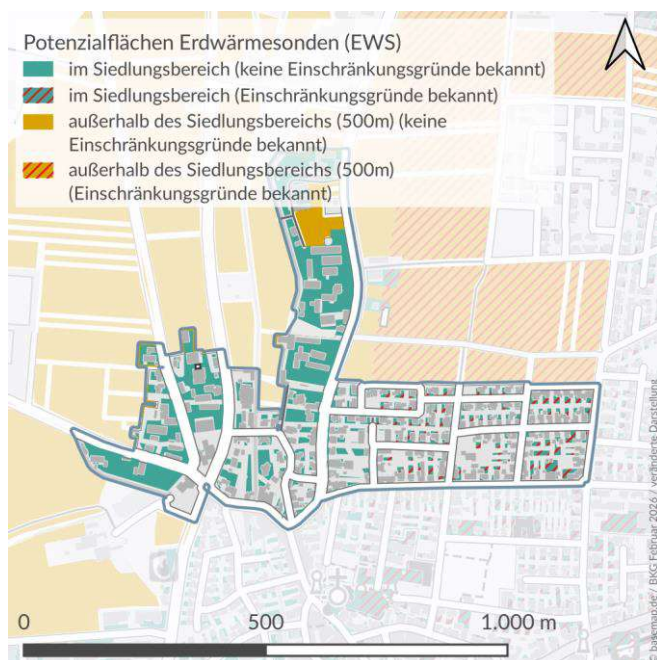 Potenzialflächen Erdwärmesonden (EWS)
im Siedlungsbereich (keine Einschränkungsgründe bekannt)
im Siedlungsbereich (Einschränkungsgründe bekannt)
außerhalb des Siedlungsbereichs (500m) (keine
Einschränkungsgründe bekannt)
außerhalb des Siedlungsbereichs (500m)
(Einschränkungsgründe bekannt)
0
500
1.000 m
© basemap.de / BKG Februar 2026 / veränderte Darstellung